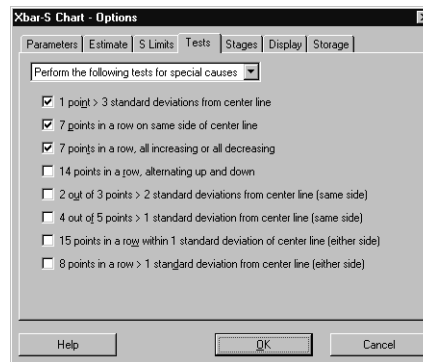 Xbar-S Chart - Options
Parameters Estimate S Limits Tests Stages Display Storage
Perform the following tests for special causes
1 point > 3 standard deviations from center line
7 points in a row on same side of center line
7 points in a row, all increasing or all decreasing
14 points in a row, alternating up and down
2 out of 3 points > 2 standard deviations from center line (same side)
4 out of 5 points > 1 standard deviation from center line (same side)
15 points in a row within 1 standard deviation of center line (either side)
8 points in a row > 1 standard deviation from center line (either side)
Help OK Cancel